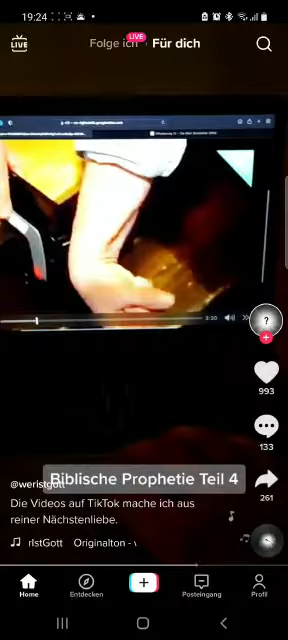 19:24
LIVE
Folge ich LIVE Für dich
3:20
?
993
133
Biblische Prophetie Teil 4
261
@weristgott
Die Videos auf TikTok mache ich aus
reiner Nächstenliebe.
rIstGott Originalton -
Home Entdecken Posteingang Profil